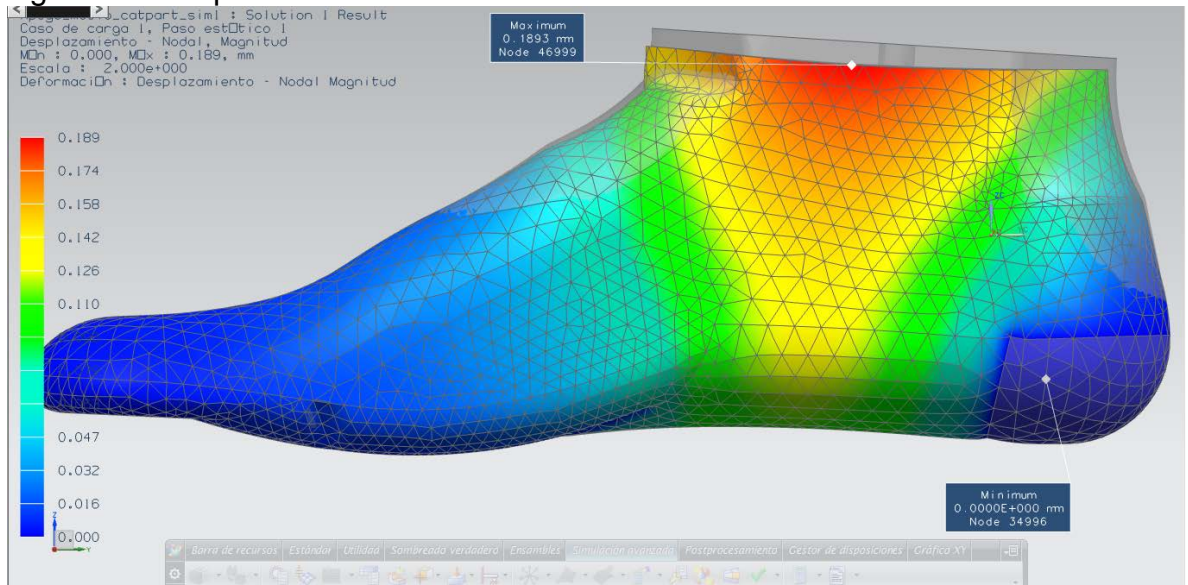 catpart_sim1 : Solution 1 Result
Caso de carga 1, Paso est□tico 1
Desplazamiento - Nodal, Magnitud
M□n : 0.000, M□x : 0.189, mm
Escala : 2.000e+000
Deformaci□n : Desplazamiento - Nodal Magnitud
Maximum
0.1893 mm
Node 46999
0.189
0.174
0.158
0.142
0.126
0.110
0.047
0.032
0.016
0.000
ZC
Z
Y
Minimum
0.0000E+000 mm
Node 34996
Barra de recursos Estándar Utilidad Sombreado verdadero Ensambles Simulación avanzada Postprocesamiento Gestor de disposiciones Gráfico XY